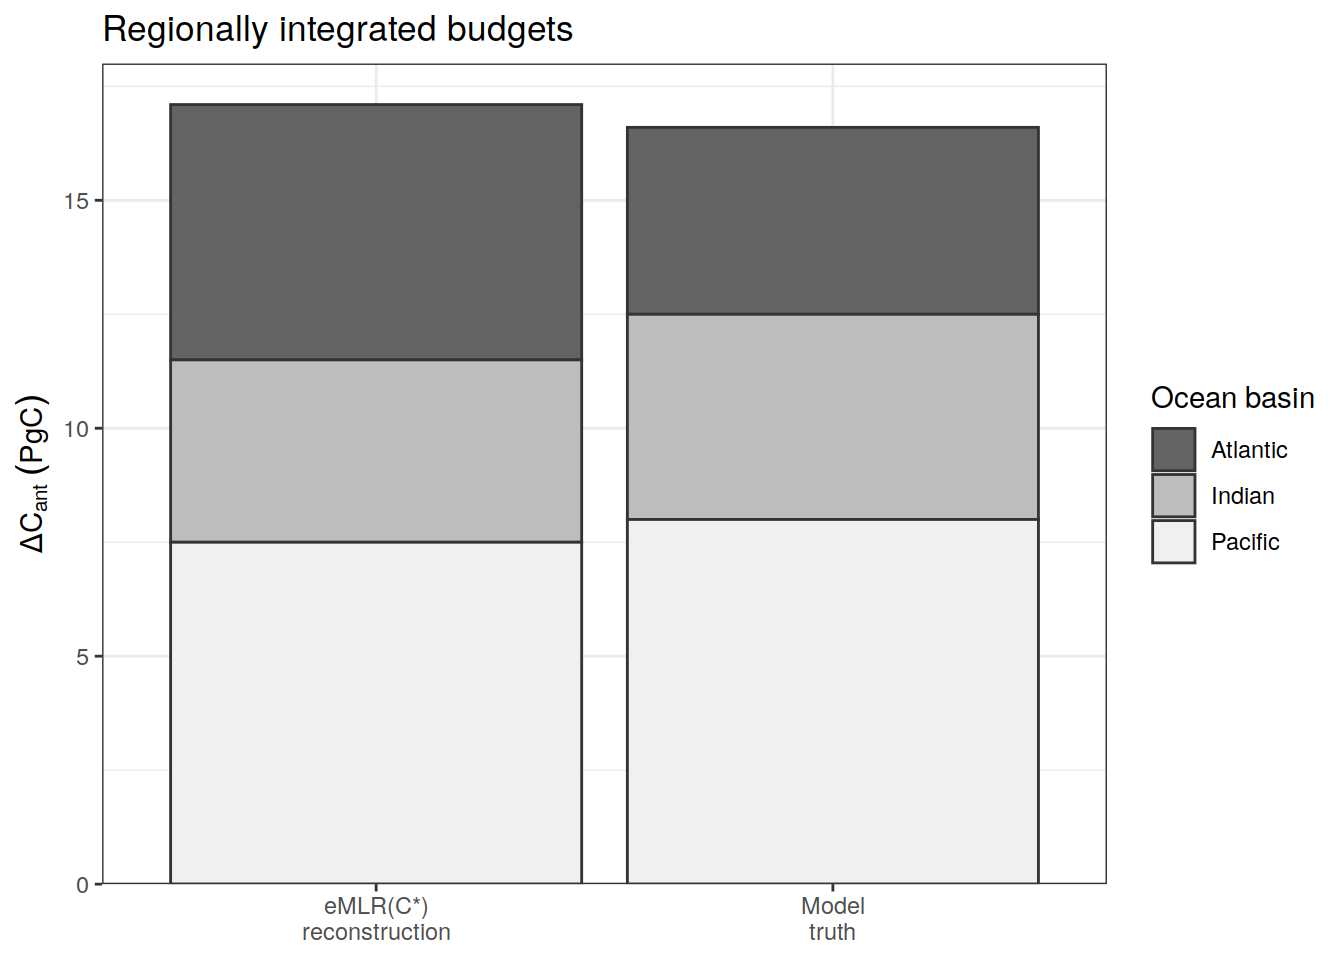 Regionally integrated budgets
ΔCant (PgC)
15
10
5
0
eMLR(C*)
reconstruction
Model
truth
Ocean basin
Atlantic
Indian
Pacific